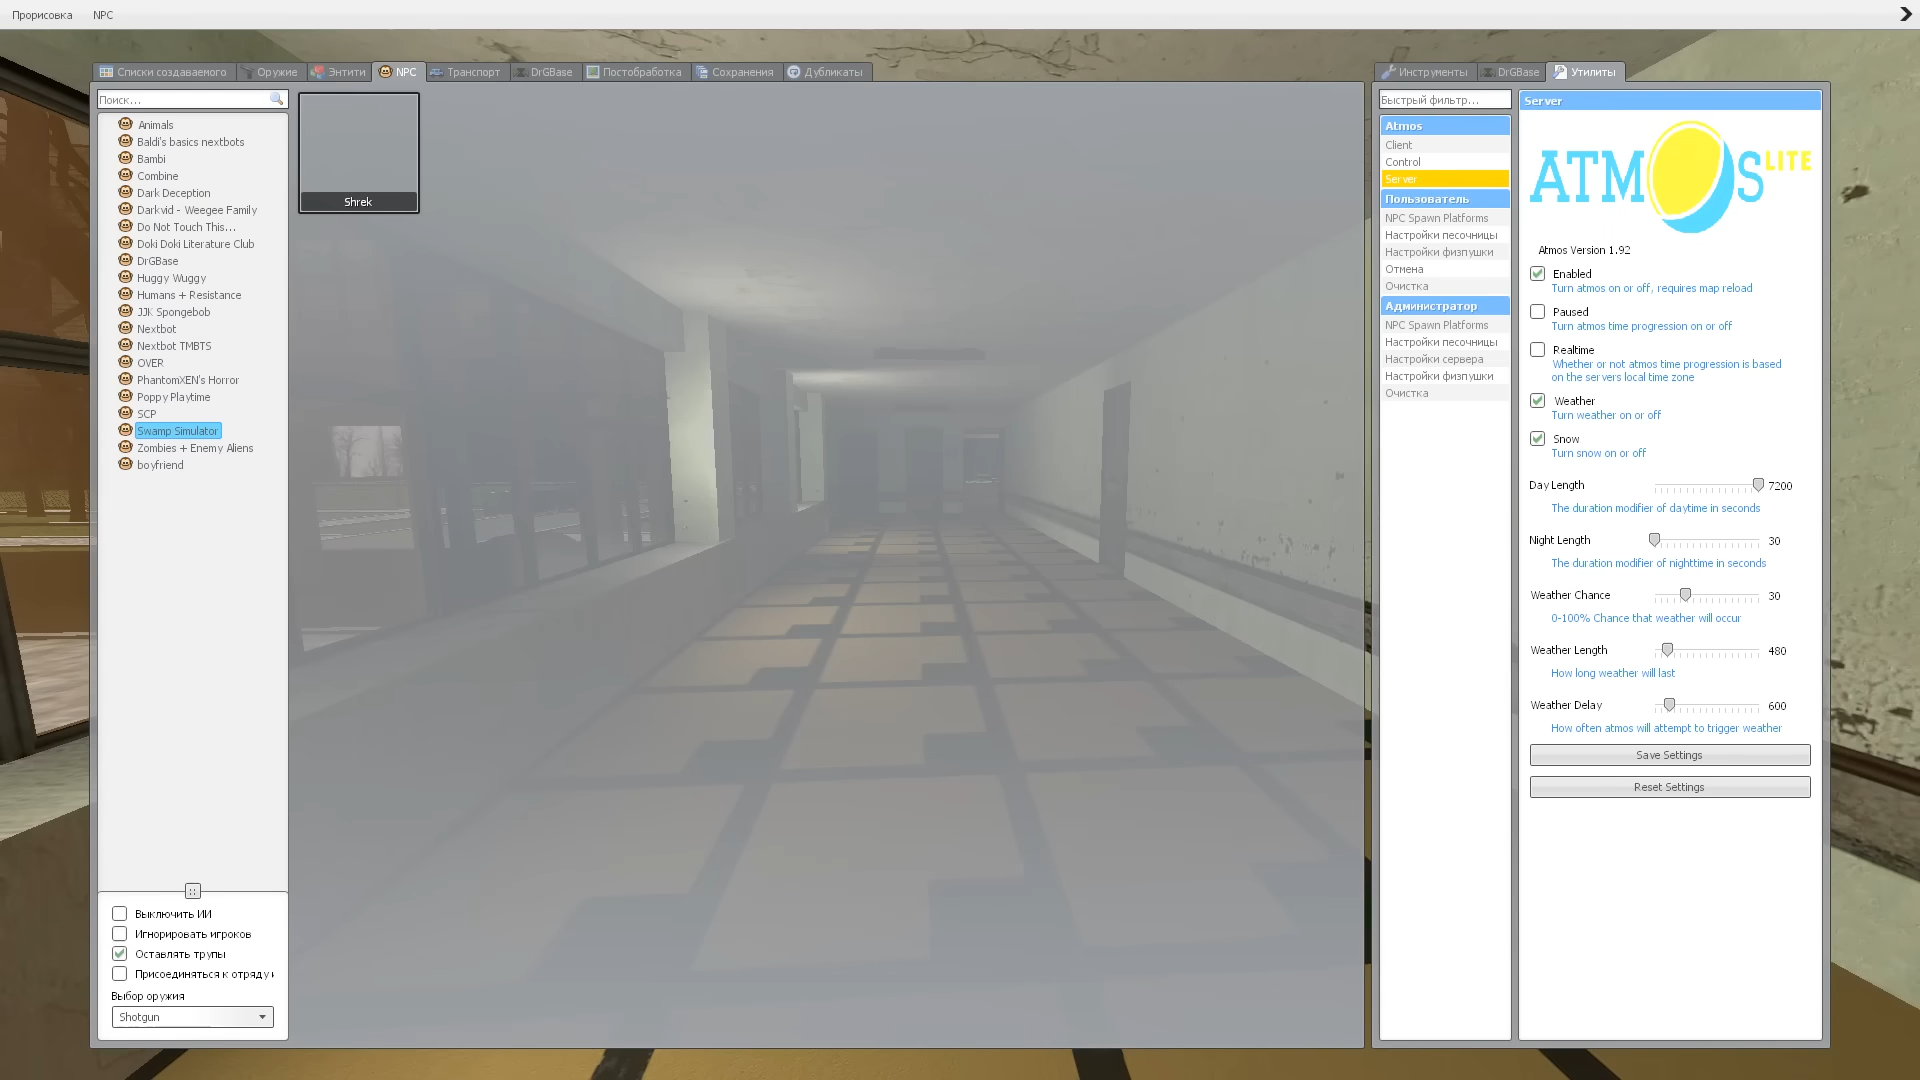 Прорисовка NPC
Списки создаваемого Оружие Энтити NPC Транспорт DrGBase Постобработка Сохранения Дубликаты
Поиск...
Animals
Baldi's basics nextbots
Bambi
Combine
Dark Deception
Darkvid - Weegee Family
Do Not Touch This...
Doki Doki Literature Club
DrGBase
Huggy Wuggy
Humans + Resistance
JJK Spongebob
Nextbot
Nextbot TMBTS
OVER
PhantomXEN's Horror
Poppy Playtime
SCP
Swamp Simulator
Zombies + Enemy Aliens
boyfriend
Выключить ИИ
Игнорировать игроков
Оставлять трупы
Присоединяться к отряду
Выбор оружия
Shotgun
Shrek
Инструменты DrGBase Утилиты
Быстрый фильтр...
Atmos
Client
Control
Server
Пользователь
NPC Spawn Platforms
Настройки песочницы
Настройки физпушки
Отмена
Очистка
Администратор
NPC Spawn Platforms
Настройки песочницы
Настройки сервера
Настройки физпушки
Очистка
Server
ATMOS LITE
Atmos Version 1.92
Enabled
Turn atmos on or off, requires map reload
Paused
Turn atmos time progression on or off
Realtime
Whether or not atmos time progression is based
on the servers local time zone
Weather
Turn weather on or off
Snow
Turn snow on or off
Day Length 7200
The duration modifier of daytime in seconds
Night Length 30
The duration modifier of nighttime in seconds
Weather Chance 30
0-100% Chance that weather will occur
Weather Length 480
How long weather will last
Weather Delay 600
How often atmos will attempt to trigger weather
Save Settings
Reset Settings